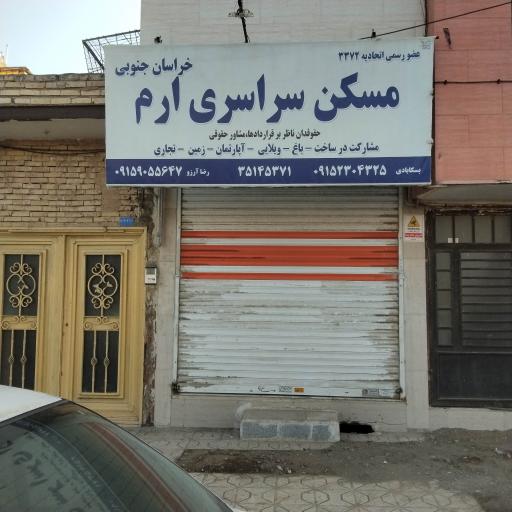 عضو رسمی اتحادیه ۳۳۷۲
خراسان جنوبی
مسکن سراسری ارم
حقوقدان ناظر بر قراردادها،مشاور حقوقی
مشارکت در ساخت - باغ - ویلایی - آپارتمان - زمین - تجاری
بسکابادی ۰۹۱۵۲۳۰۴۳۲۵ ۳۵۱۴۵۳۷۱ رضا آرزو ۰۹۱۵۹۰۵۵۶۴۷